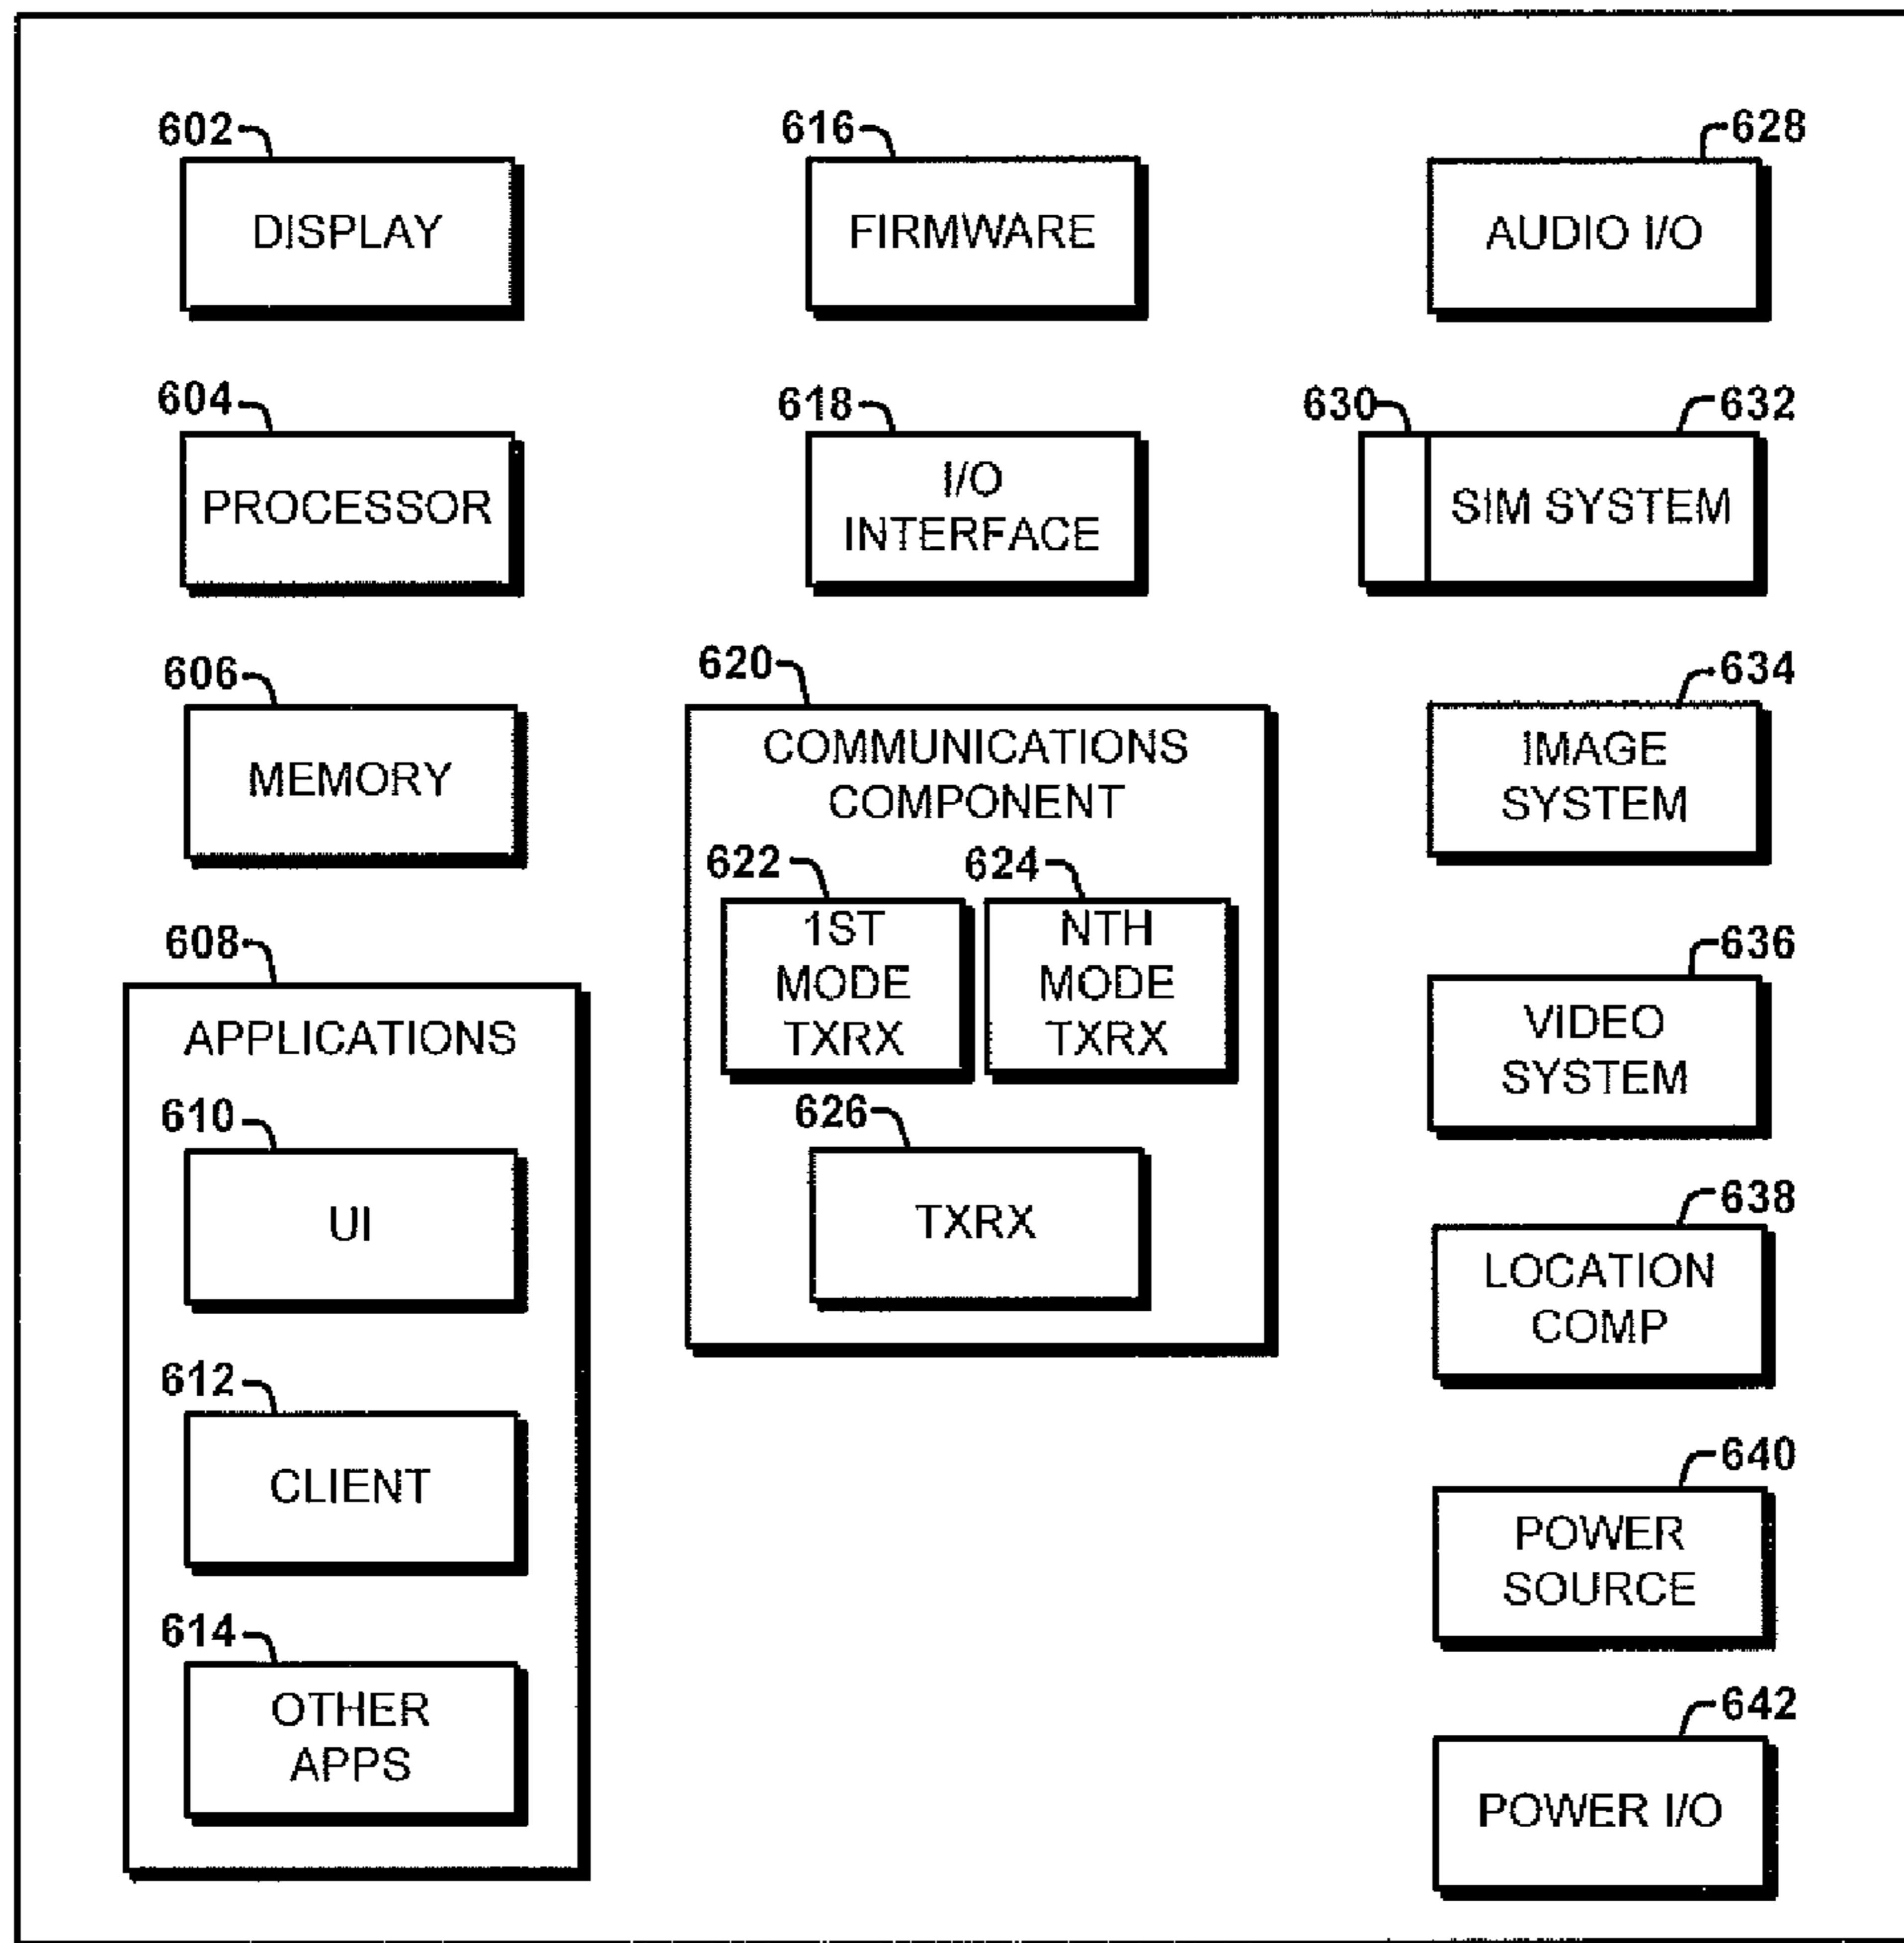 602
DISPLAY
604
PROCESSOR
606
MEMORY
608
APPLICATIONS
610
UI
612
CLIENT
614
OTHER
APPS
616
FIRMWARE
618
I/O
INTERFACE
620
COMMUNICATIONS
COMPONENT
622
1ST
MODE
TXRX
624
NTH
MODE
TXRX
626
TXRX
628
AUDIO I/O
630
632
SIM SYSTEM
634
IMAGE
SYSTEM
636
VIDEO
SYSTEM
638
LOCATION
COMP
640
POWER
SOURCE
642
POWER I/O